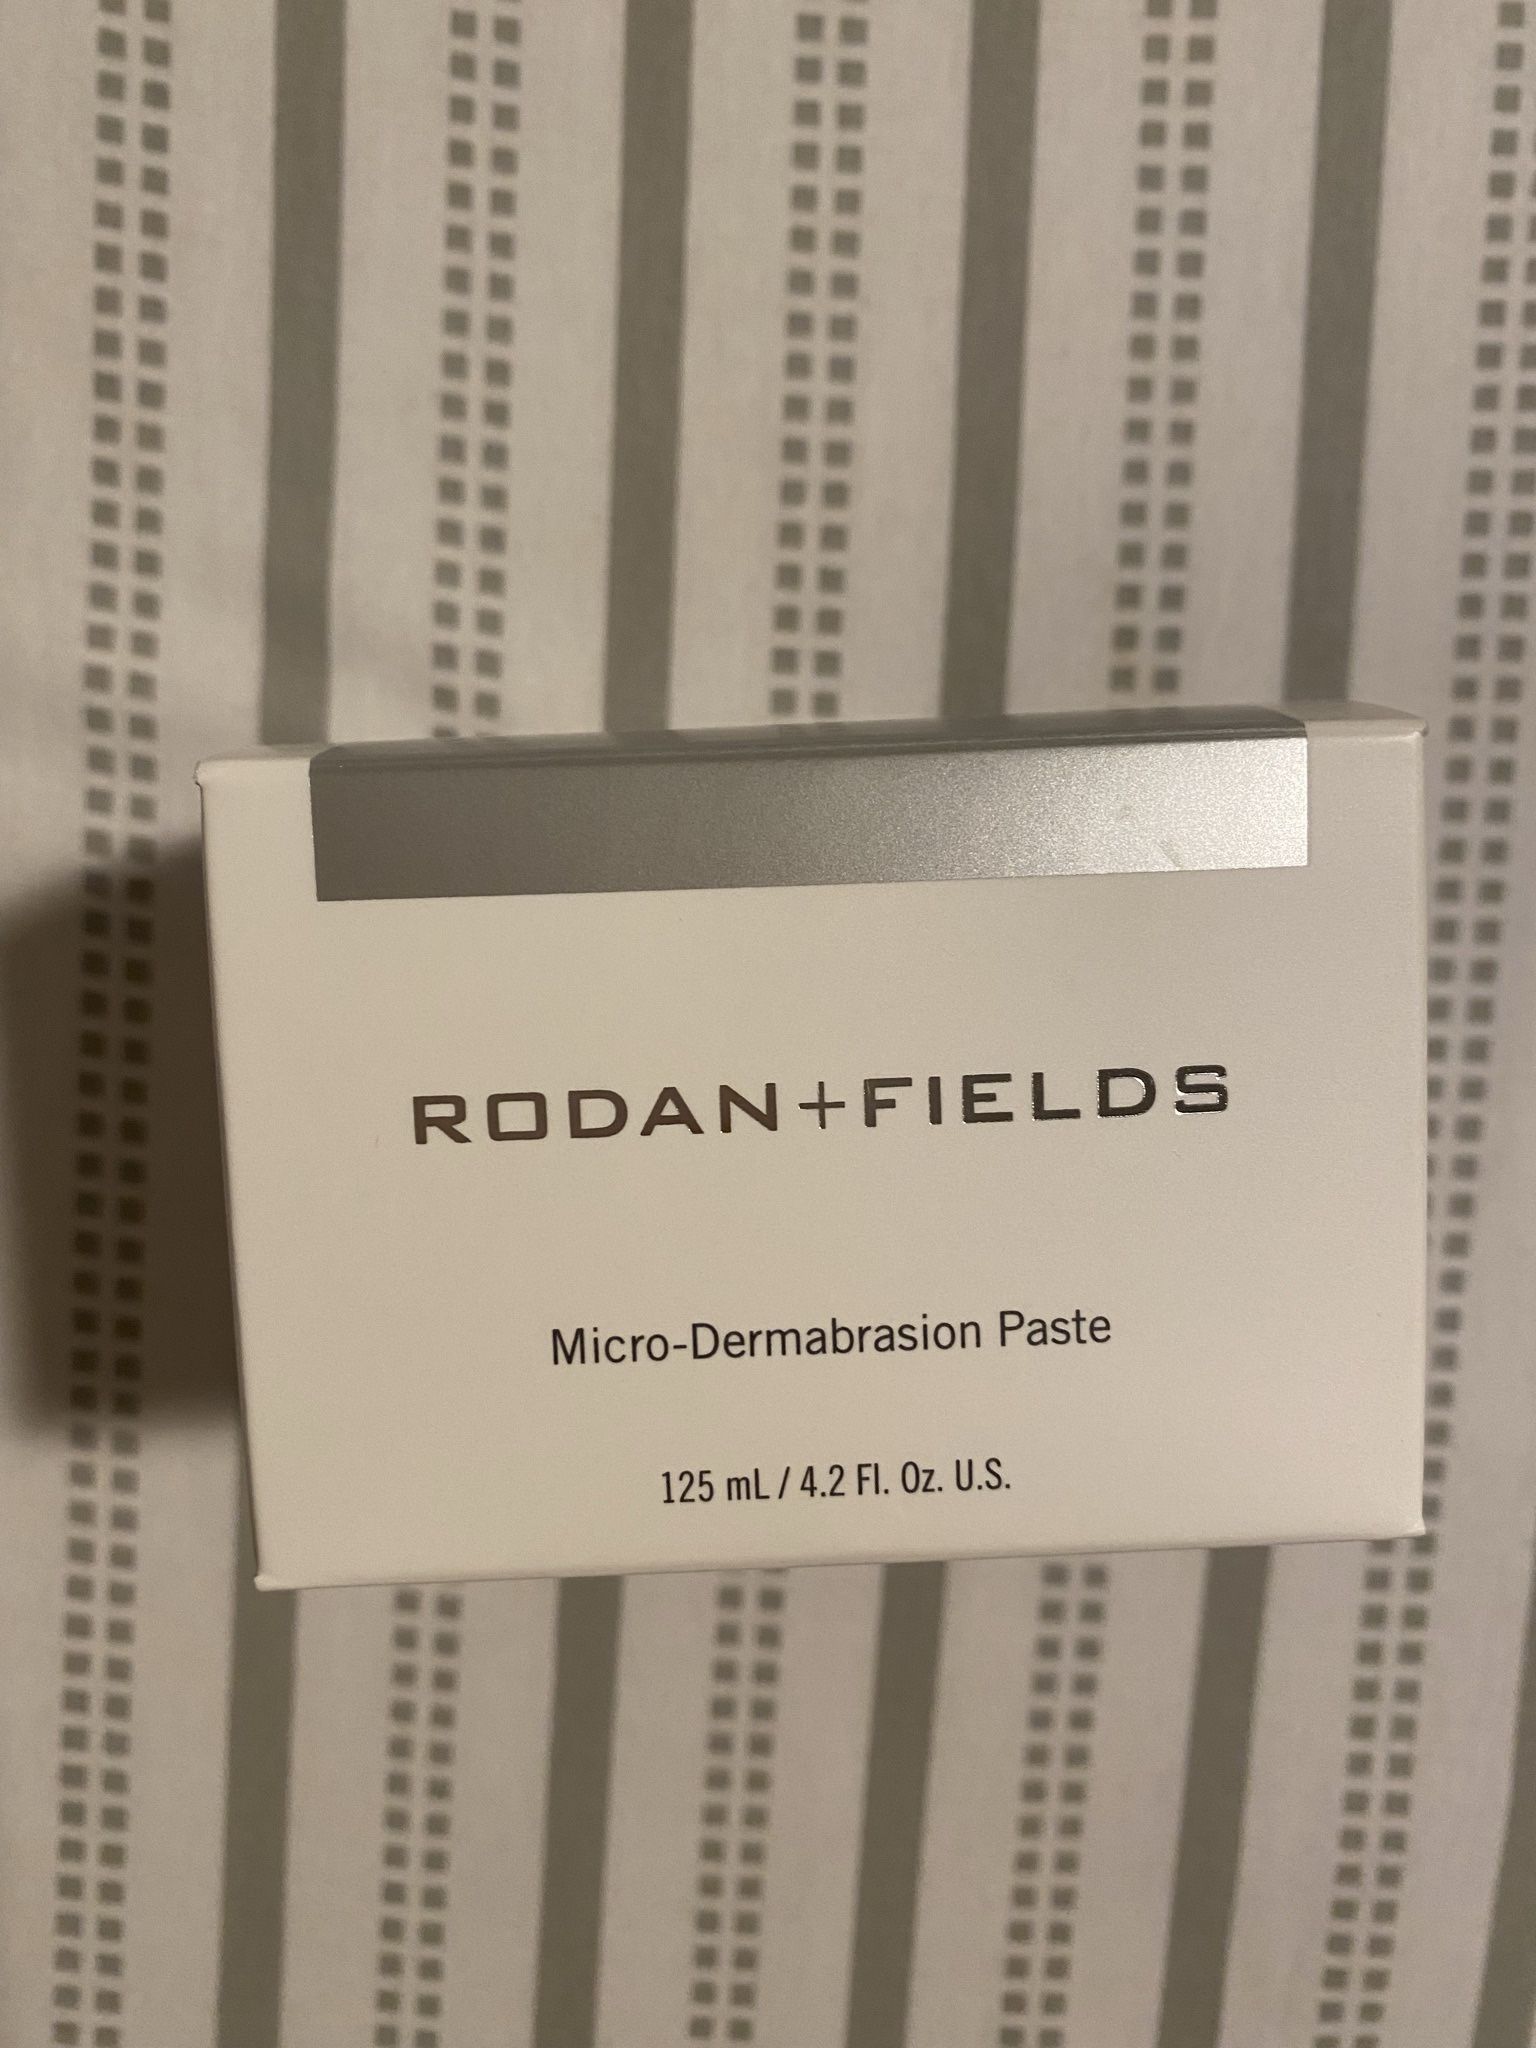 RODAN+FIELDS
Micro-Dermabrasion Paste
125 mL / 4.2 Fl. Oz. U.S.